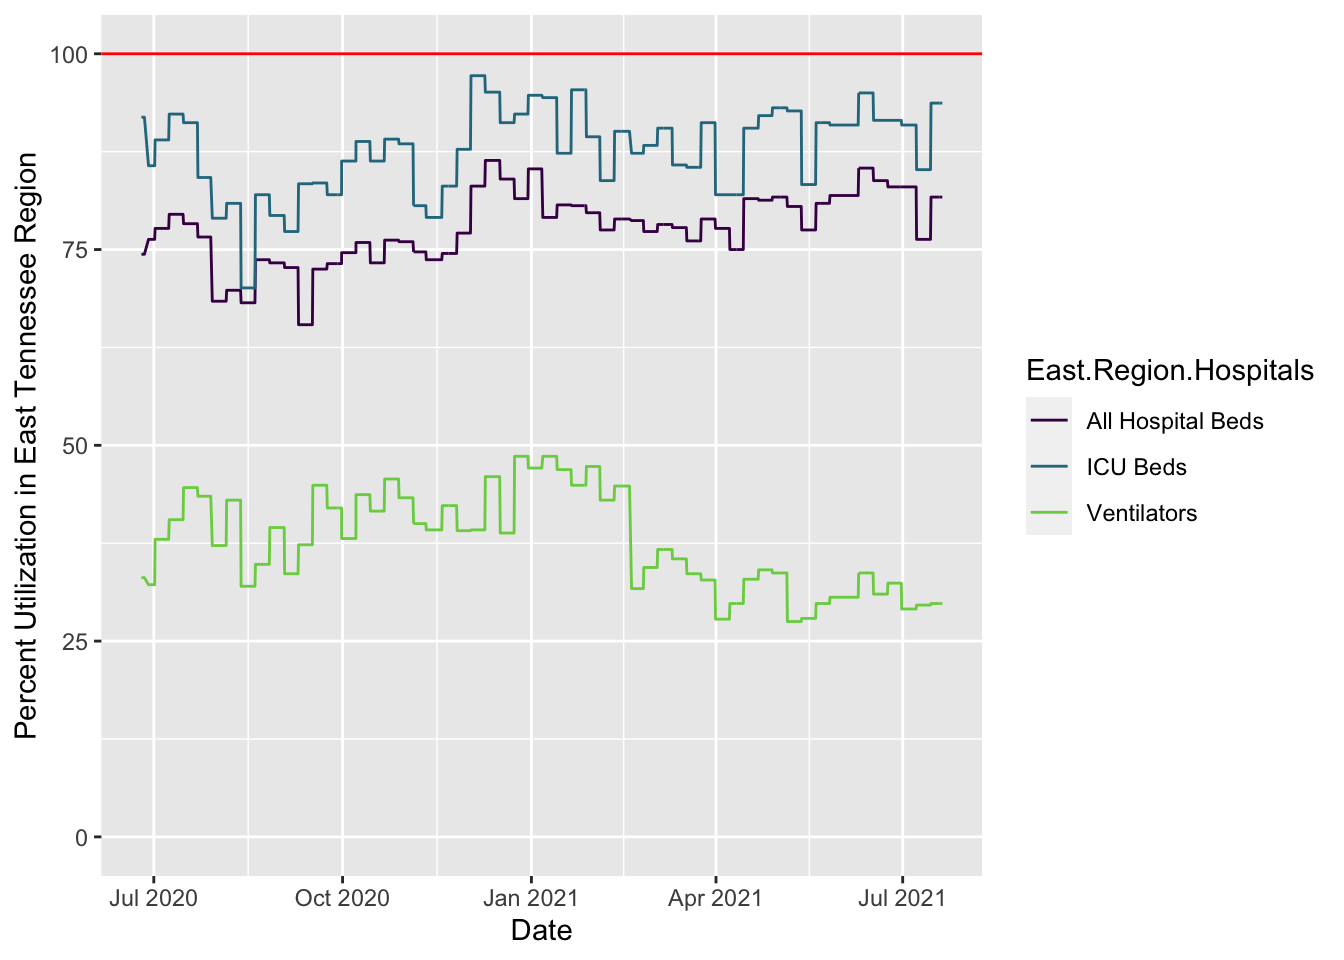 Percent Utilization in East Tennessee Region
100
75
50
25
0
Jul 2020
Oct 2020
Jan 2021
Apr 2021
Jul 2021
Date
East.Region.Hospitals
All Hospital Beds
ICU Beds
Ventilators